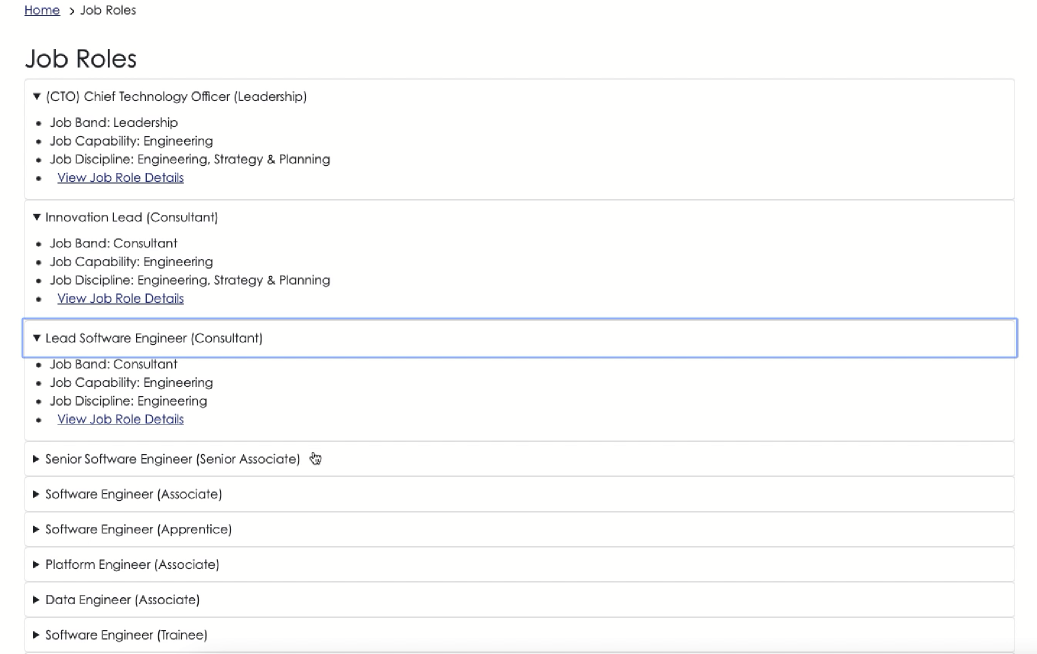 Home > Job Roles
Job Roles
(CTO) Chief Technology Officer (Leadership)
Job Band: Leadership
Job Capability: Engineering
Job Discipline: Engineering, Strategy & Planning
View Job Role Details
Innovation Lead (Consultant)
Job Band: Consultant
Job Capability: Engineering
Job Discipline: Engineering, Strategy & Planning
View Job Role Details
Lead Software Engineer (Consultant)
Job Band: Consultant
Job Capability: Engineering
Job Discipline: Engineering
View Job Role Details
Senior Software Engineer (Senior Associate)
Software Engineer (Associate)
Software Engineer (Apprentice)
Platform Engineer (Associate)
Data Engineer (Associate)
Software Engineer (Trainee)